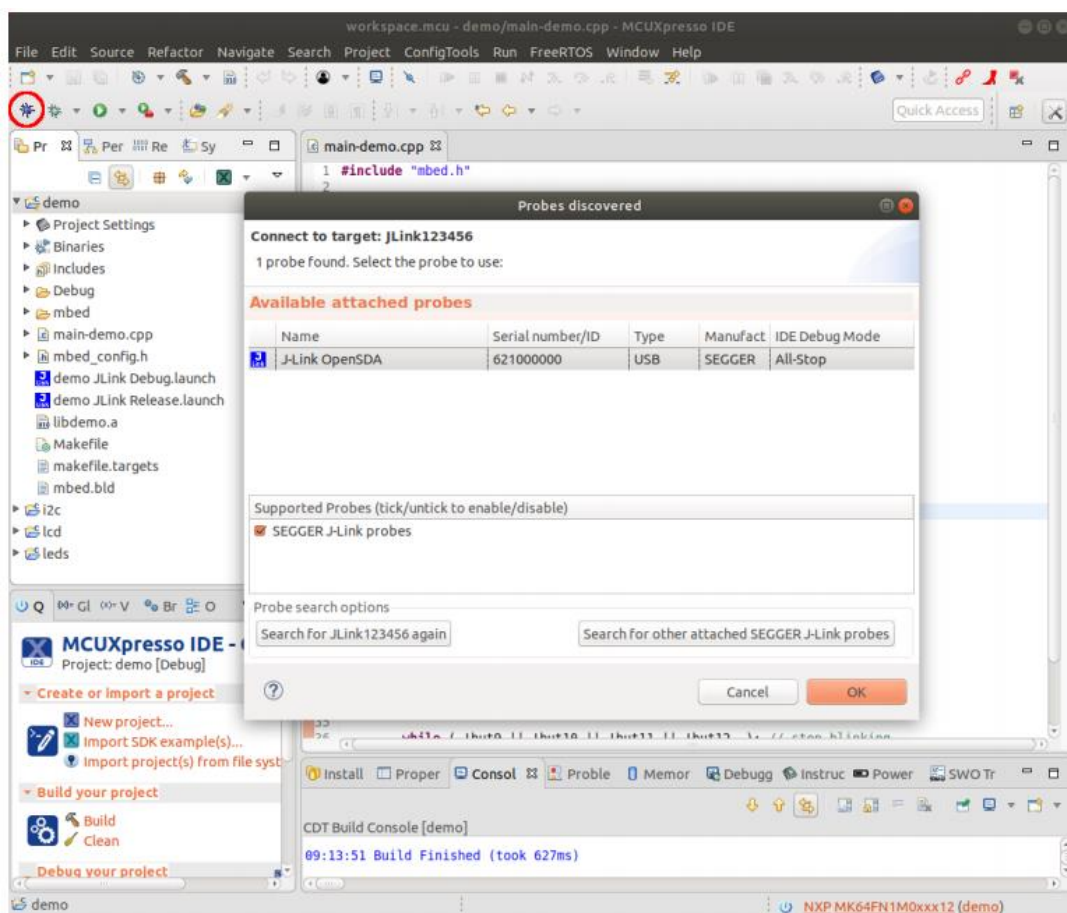 workspace.mcu - demo/main-demo.cpp - MCUXpresso IDE
File Edit Source Refactor Navigate Search Project ConfigTools Run FreeRTOS Window Help
Quick Access
Pr Per Re Sy
main-demo.cpp
1 #include "mbed.h"
2
demo
Project Settings
Binaries
Includes
Debug
mbed
main-demo.cpp
mbed_config.h
demo JLink Debug.launch
demo JLink Release.launch
libdemo.a
Makefile
makefile.targets
mbed.bld
i2c
lcd
leds
Probes discovered
Connect to target: JLink123456
1 probe found. Select the probe to use:
Available attached probes
Name Serial number/ID Type Manufact IDE Debug Mode
J-Link OpenSDA 621000000 USB SEGGER All-Stop
Supported Probes (tick/untick to enable/disable)
SEGGER J-Link probes
Probe search options
Search for JLink123456 again Search for other attached SEGGER J-Link probes
Cancel OK
Q Gl (x)= V Br O
MCUXpresso IDE -
IDE
Project: demo [Debug]
Create or import a project
New project...
Import SDK example(s)...
Import project(s) from file syst
Build your project
Build
Clean
Debug your project
while ( !but9 || !but10 || !but11 || !but12 ); // stop blinking
Install Proper Consol Proble Memor Debugg Instruc Power SWO Tr
CDT Build Console [demo]
09:13:51 Build Finished (took 627ms)
demo
NXP MK64FN1M0xxx12 (demo)